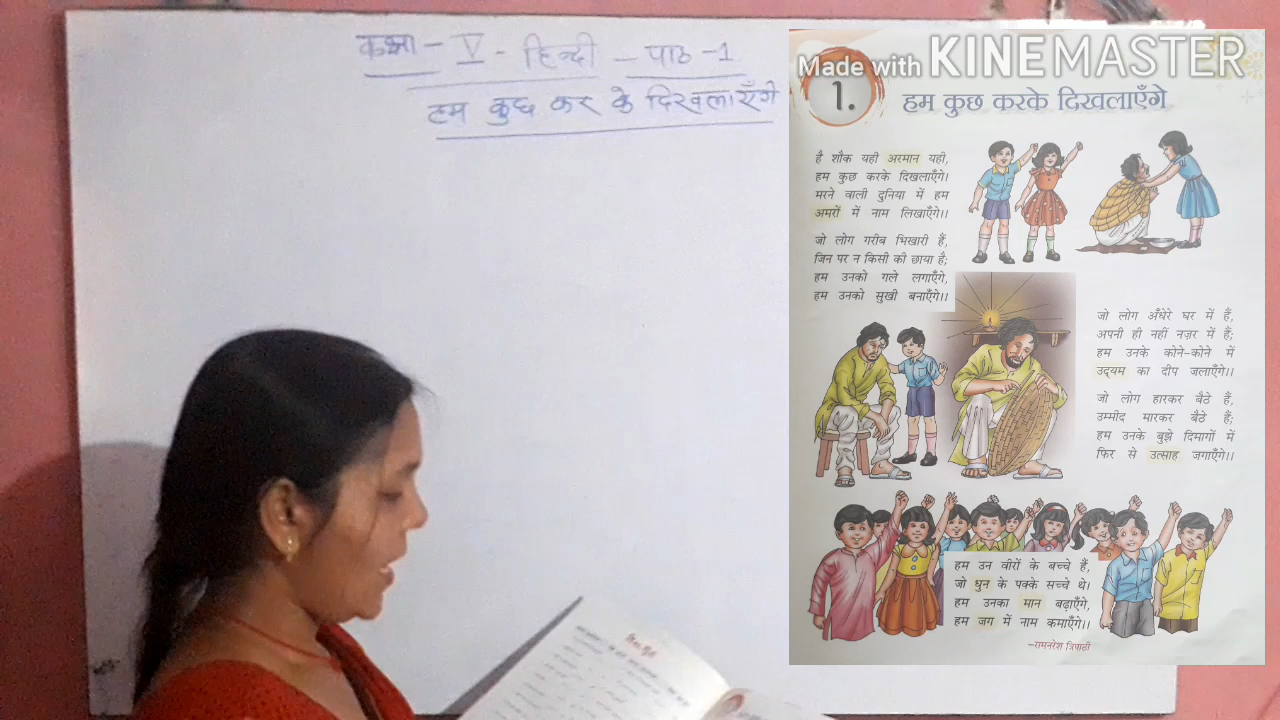 कक्षा - V - हिन्दी - पाठ - 1
हम कुछ कर के दिखलाएँगे
Made with KINEMASTER
1. हम कुछ करके दिखलाएँगे
है शौक यही अरमान यही,
हम कुछ करके दिखलाएँगे।
मरने वाली दुनिया में हम
अमरों में नाम लिखाएँगे।।
जो लोग गरीब भिखारी हैं,
जिन पर न किसी की छाया है;
हम उनको गले लगाएँगे,
हम उनको सुखी बनाएँगे।।
जो लोग अँधेरे घर में हैं,
अपनी ही नहीं नज़र में हैं;
हम उनके कोने-कोने में
उद्यम का दीप जलाएँगे।।
जो लोग हारकर बैठे हैं,
उम्मीद मारकर बैठे हैं;
हम उनके बुझे दिमागों में
फिर से उत्साह जगाएँगे।।
हम उन वीरों के बच्चे हैं,
जो धुन के पक्के सच्चे थे।
हम उनका मान बढ़ाएँगे,
हम जग में नाम कमाएँगे।।
-रामनरेश त्रिपाठी